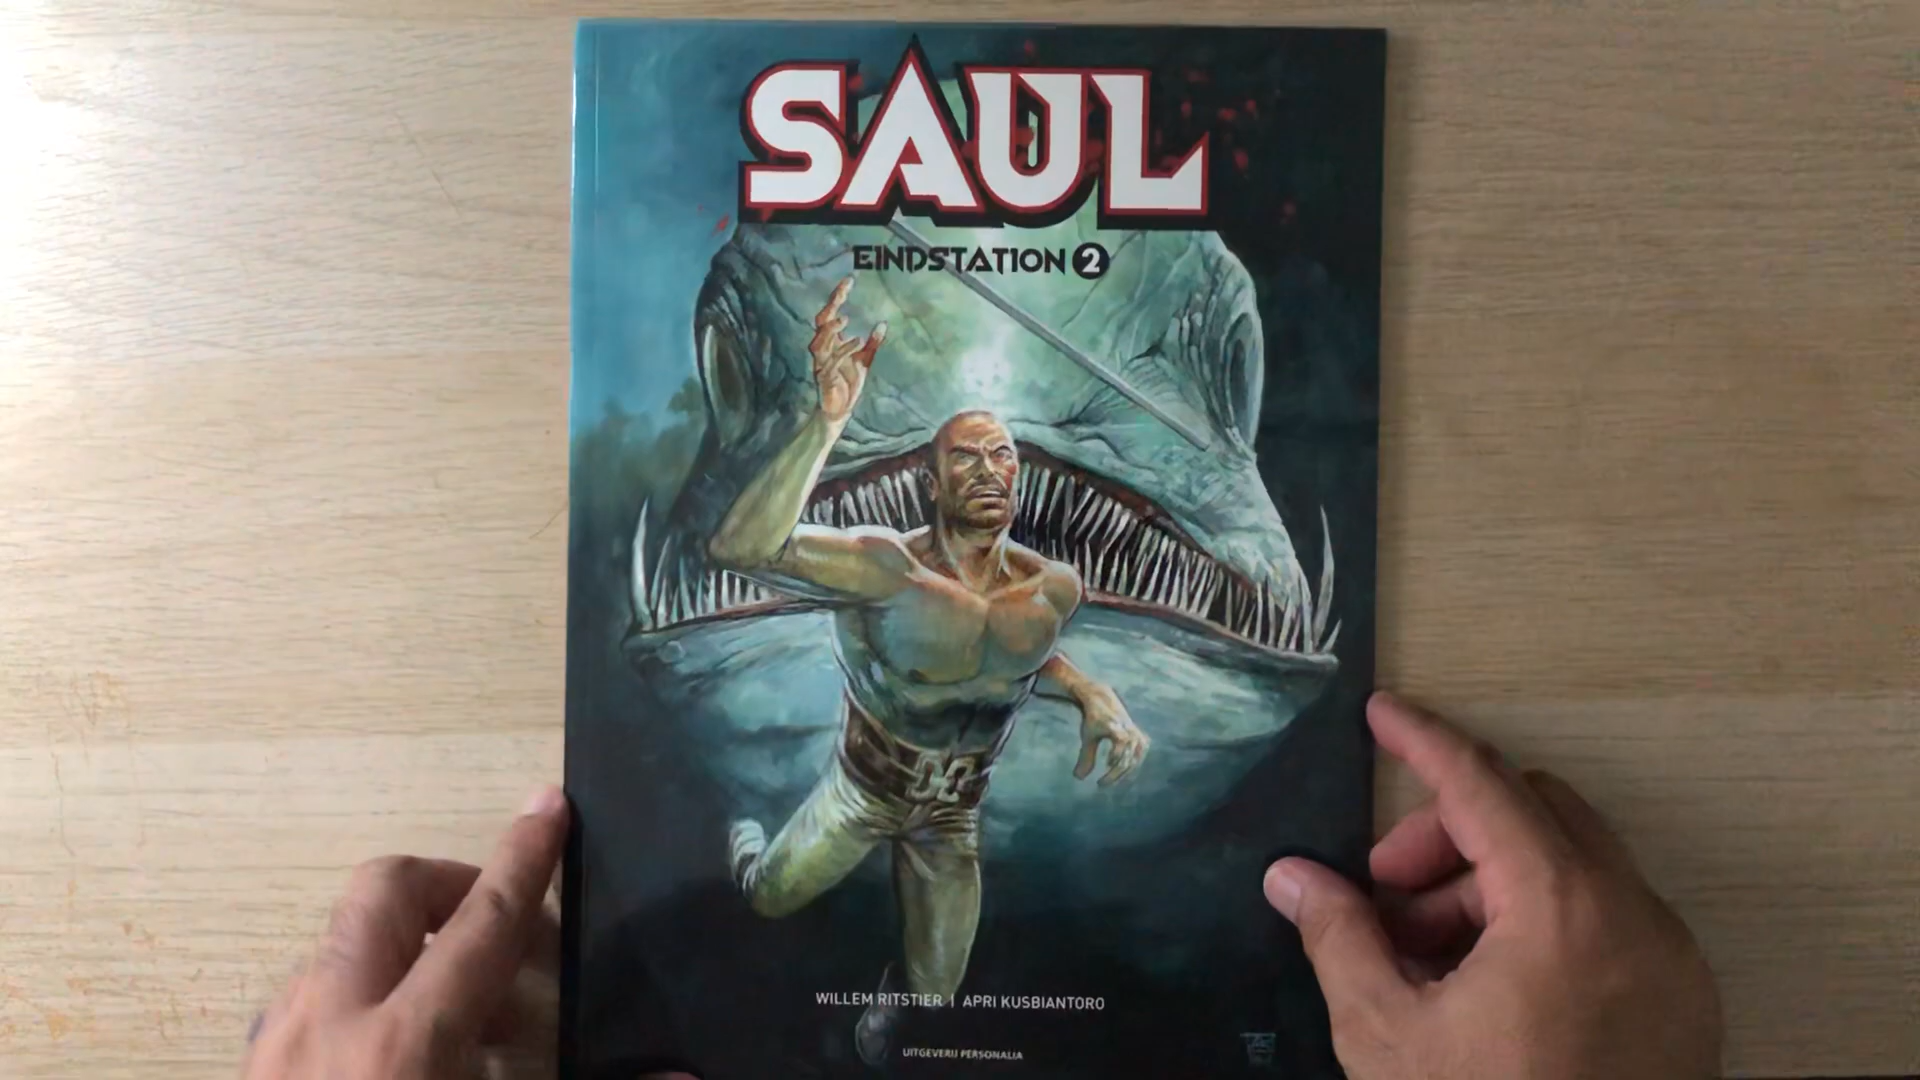 SAUL
EINDSTATION 2
WILLEM RITSTIER | APRI KUSBIANTORO
UITGEVERIJ PERSONALIA